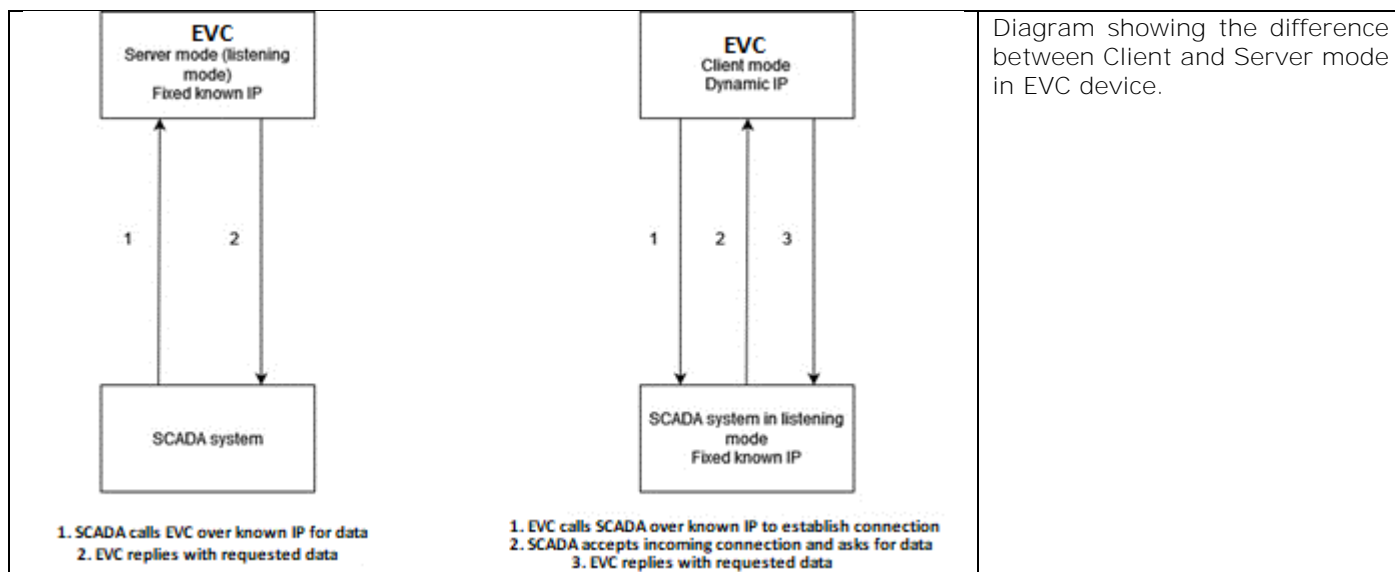 EVC
Server mode (listening
mode)
Fixed known IP
1
2
SCADA system
1. SCADA calls EVC over known IP for data
2. EVC replies with requested data
EVC
Client mode
Dynamic IP
1
2
3
SCADA system in listening
mode
Fixed known IP
1. EVC calls SCADA over known IP to establish connection
2. SCADA accepts incoming connection and asks for data
3. EVC replies with requested data
Diagram showing the difference
between Client and Server mode
in EVC device.